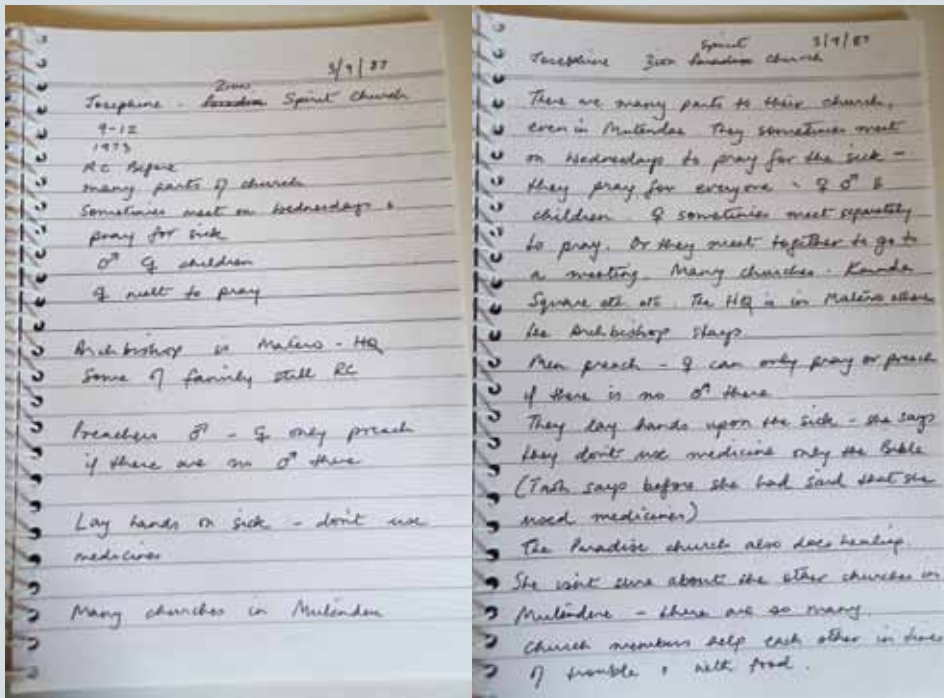 3/9/87
Zion
Josephine - Paradise Spirit Church
9-12
1973
RC Before
many parts of church
Sometimes meet on Wednesdays &
pray for sick
♂ ♀ children
♀ meet to pray
Archbishop in Matero - HQ
Some of family still RC
Preachers ♂ - ♀ only preach
if there are no ♂ there
Lay hands on sick - don't use
medicines
Many churches in Mutendere
Spirit 3/9/87
Josephine Zion Paradise Church
There are many parts to their church,
even in Mutendere They sometimes meet
on Wednesdays to pray for the sick -
they pray for everyone - ♀ ♂ &
children. ♀ sometimes meet separately
to pray. Or they meet together to go to
a meeting. Many churches - Kaunda
Square etc etc. The HQ is in Matero where
the Archbishop stays.
Men preach - ♀ can only pray or preach
if there is no ♂ there
They lay hands upon the sick - she says
they don't use medicine only the Bible
(Tash says before she had said that she
used medicines)
The Paradise church also does healing.
She isn't sure about the other churches in
Mutendere - there are so many.
Church members help each other in times
of trouble & with food.